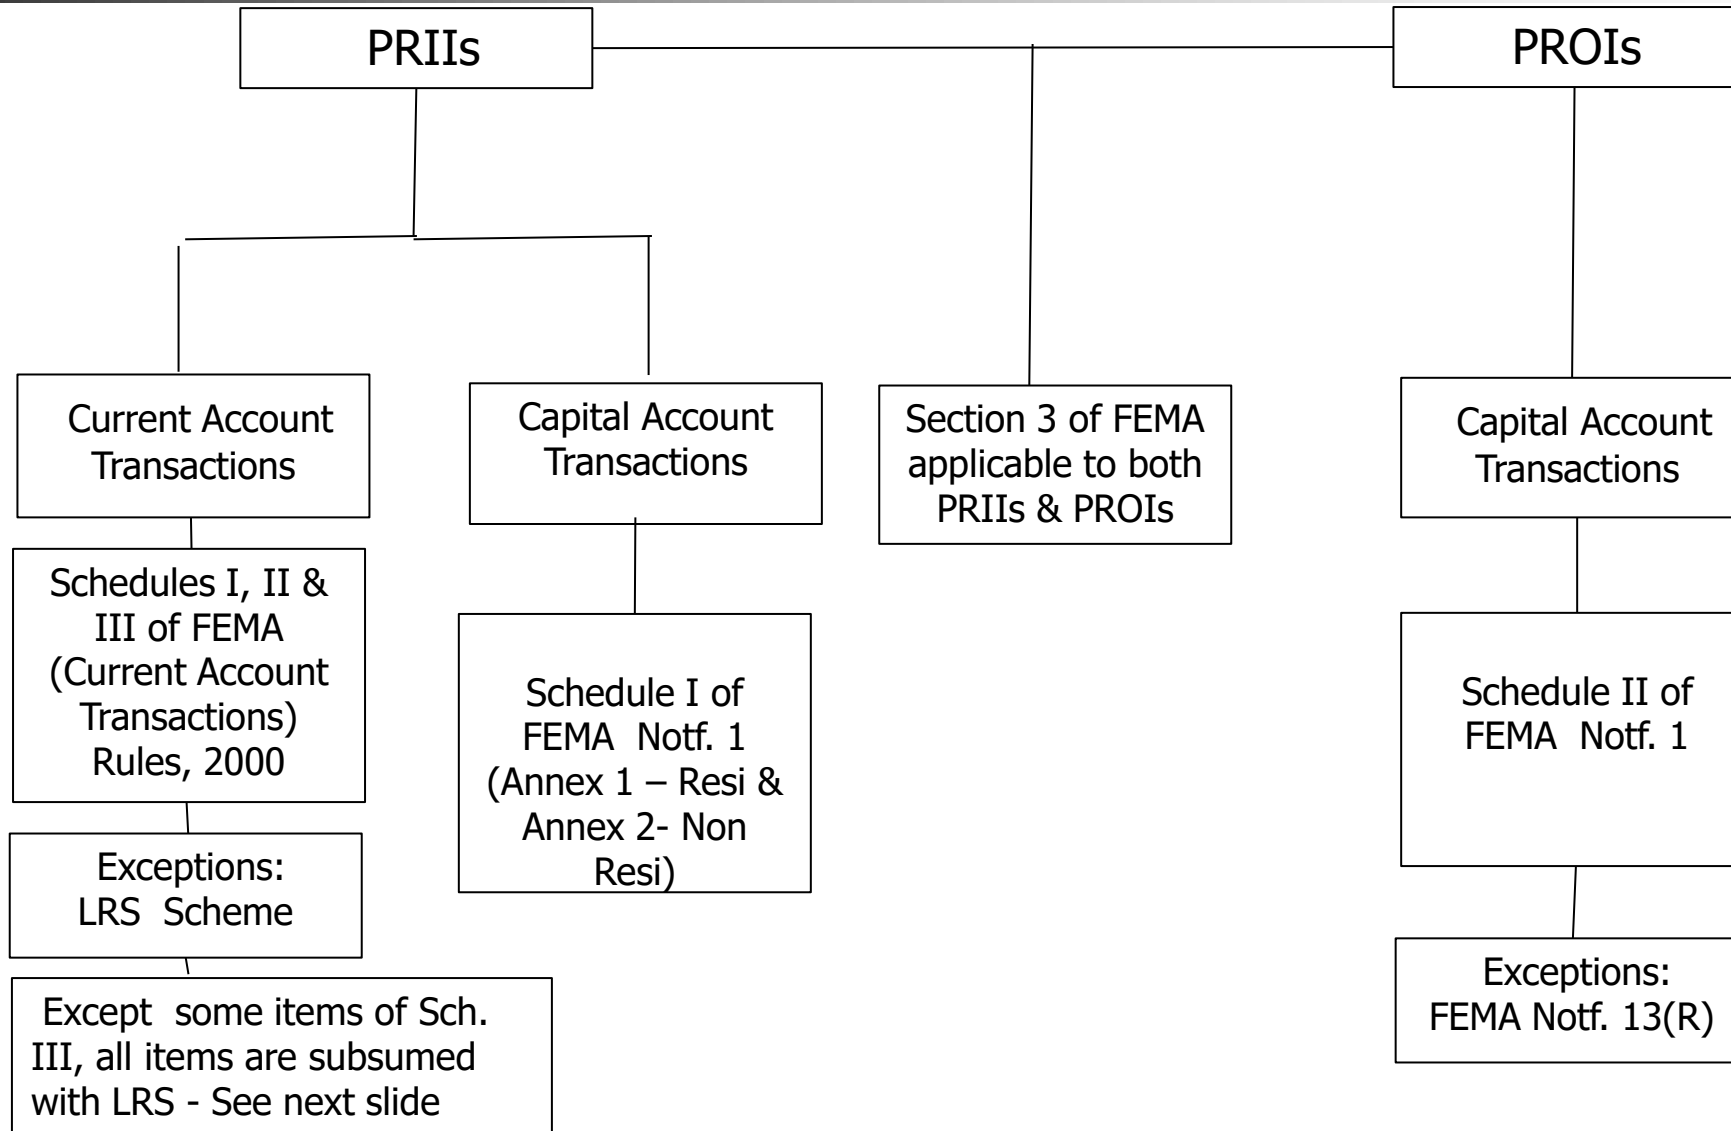 PRIIs
PROIs
Current Account
Transactions
Capital Account
Transactions
Section 3 of FEMA
applicable to both
PRIIs & PROIs
Capital Account
Transactions
Schedules I, II &
III of FEMA
(Current Account
Transactions)
Rules, 2000
Schedule I of
FEMA Notf. 1
(Annex 1 – Resi &
Annex 2- Non
Resi)
Schedule II of
FEMA Notf. 1
Exceptions:
LRS Scheme
Exceptions:
FEMA Notf. 13(R)
Except some items of Sch.
III, all items are subsumed
with LRS - See next slide